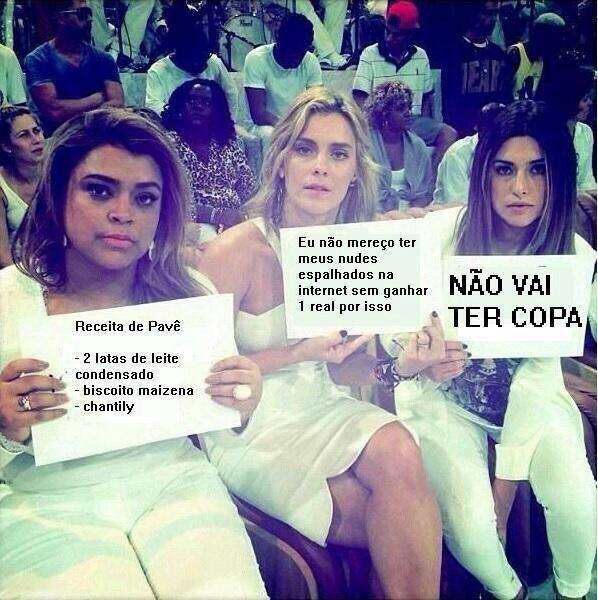 Receita de Pavê
- 2 latas de leite
condensado
- biscoito maizena
- chantily
Eu não mereço ter
meus nudes
espalhados na
internet sem ganhar
1 real por isso
NÃO VAI
TER COPA